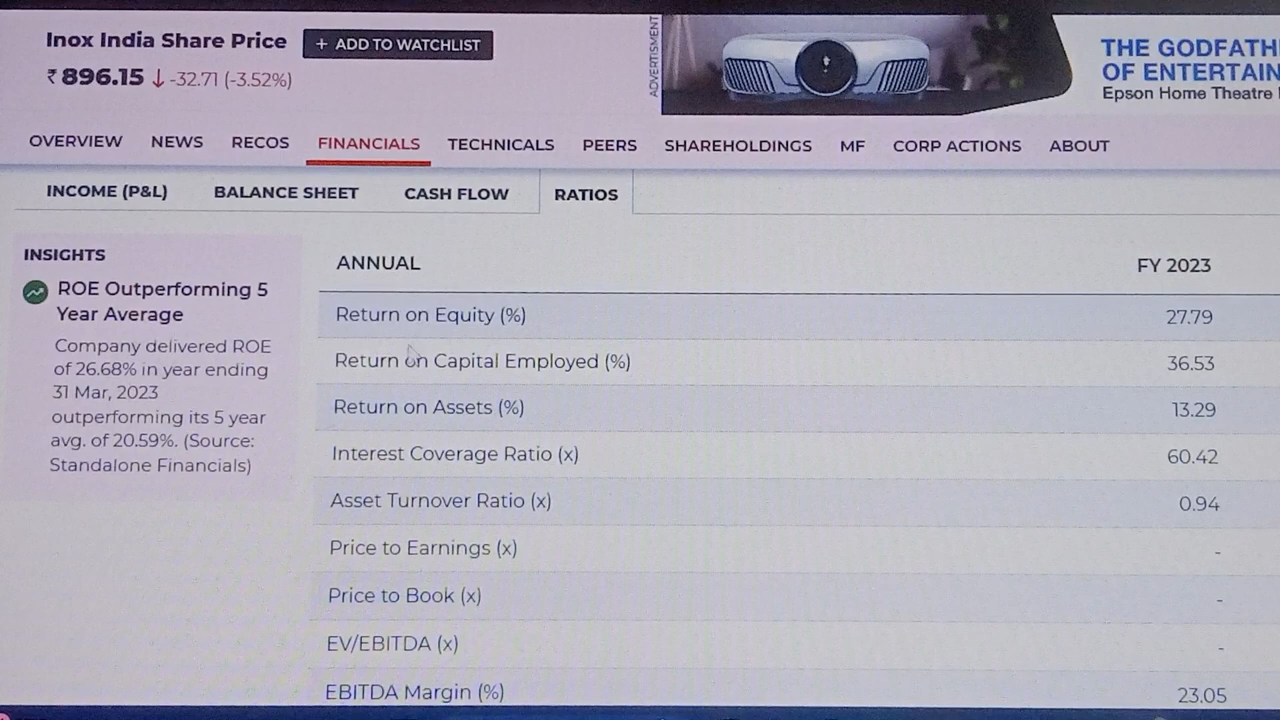 Inox India Share Price + ADD TO WATCHLIST
₹896.15 ↓ -32.71 (-3.52%)
ADVERTISMENT
THE GODFATH
OF ENTERTAIN
Epson Home Theatre
OVERVIEW NEWS RECOS FINANCIALS TECHNICALS PEERS SHAREHOLDINGS MF CORP ACTIONS ABOUT
INCOME (P&L) BALANCE SHEET CASH FLOW RATIOS
INSIGHTS
ROE Outperforming 5
Year Average
Company delivered ROE
of 26.68% in year ending
31 Mar, 2023
outperforming its 5 year
avg. of 20.59%. (Source:
Standalone Financials)
ANNUAL FY 2023
Return on Equity (%) 27.79
Return on Capital Employed (%) 36.53
Return on Assets (%) 13.29
Interest Coverage Ratio (x) 60.42
Asset Turnover Ratio (x) 0.94
Price to Earnings (x) -
Price to Book (x) -
EV/EBITDA (x) -
EBITDA Margin (%) 23.05